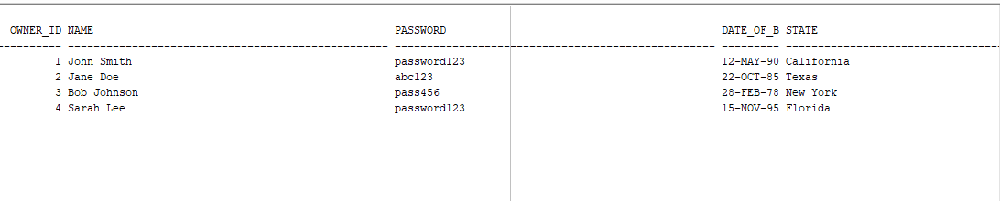 OWNER_ID NAME PASSWORD DATE_OF_B STATE
1 John Smith password123 12-MAY-90 California
2 Jane Doe abc123 22-OCT-85 Texas
3 Bob Johnson pass456 28-FEB-78 New York
4 Sarah Lee password123 15-NOV-95 Florida